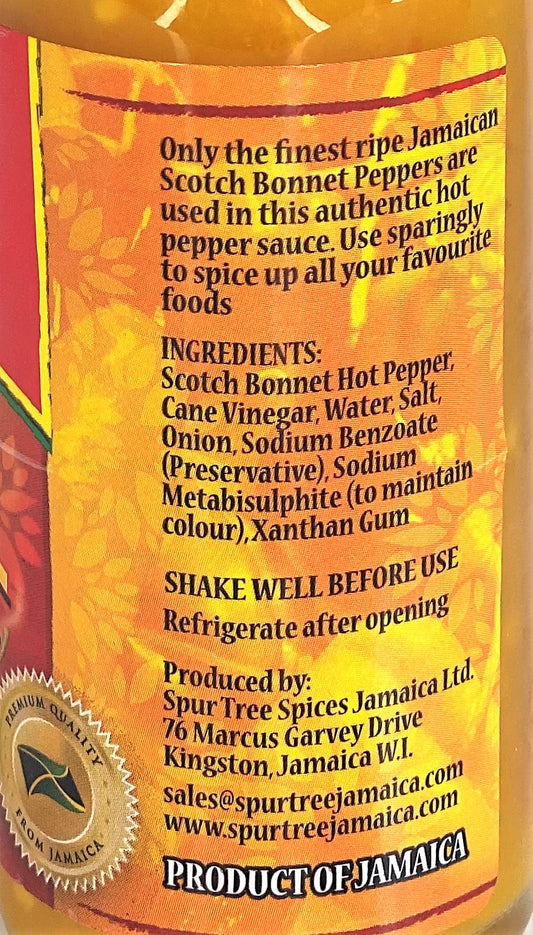 Only the finest ripe Jamaican
Scotch Bonnet Peppers are
used in this authentic hot
pepper sauce. Use sparingly
to spice up all your favourite
foods
INGREDIENTS:
Scotch Bonnet Hot Pepper,
Cane Vinegar, Water, Salt,
Onion, Sodium Benzoate
(Preservative), Sodium
Metabisulphite (to maintain
colour), Xanthan Gum
SHAKE WELL BEFORE USE
Refrigerate after opening
Produced by:
Spur Tree Spices Jamaica Ltd.
76 Marcus Garvey Drive
Kingston, Jamaica W.I.
sales@spurtreejamaica.com
www.spurtreejamaica.com
PRODUCT OF JAMAICA
PREMIUM QUALITY
FROM JAMAICA